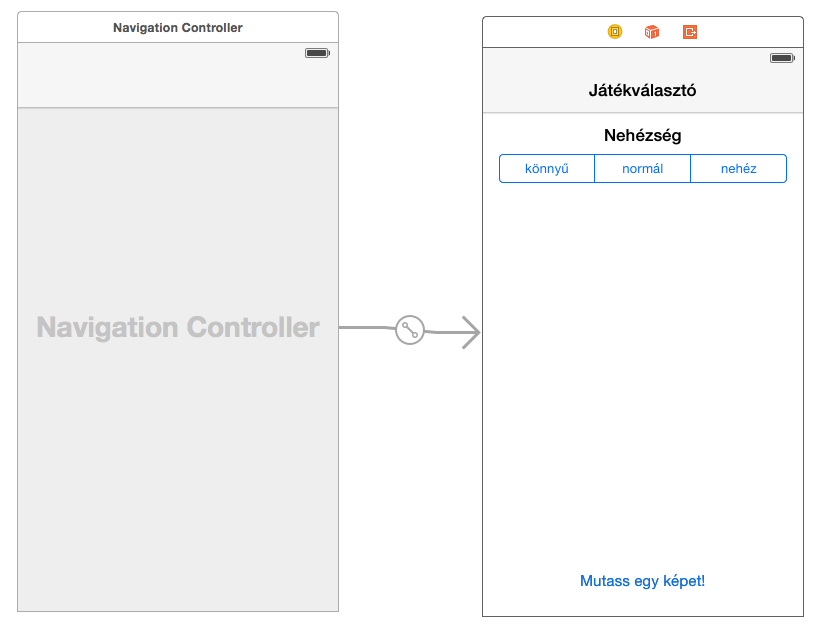 Navigation Controller
Navigation Controller
Játékválasztó
Nehézség
könnyű normál nehéz
Mutass egy képet!